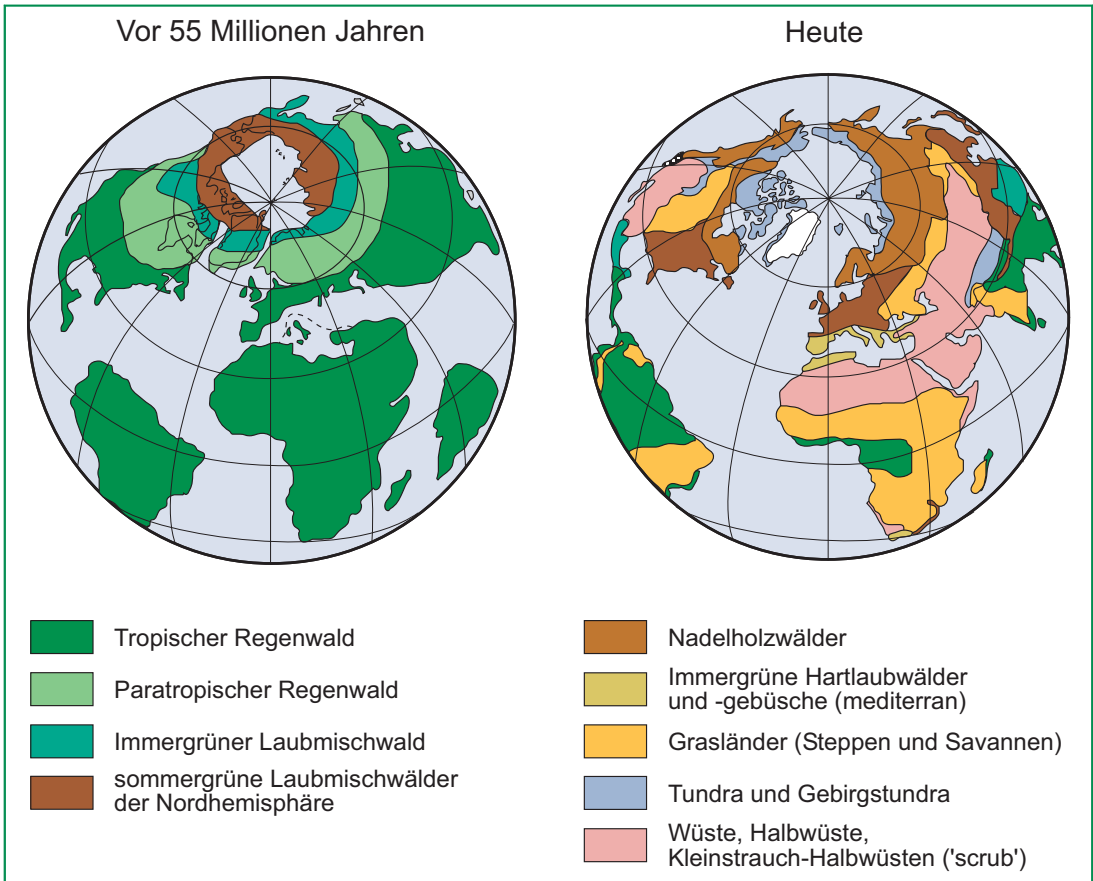 Vor 55 Millionen Jahren
Heute
Tropischer Regenwald
Paratropischer Regenwald
Immergrüner Laubmischwald
sommergrüne Laubmischwälder
der Nordhemisphäre
Nadelholzwälder
Immergrüne Hartlaubwälder
und -gebüsche (mediterran)
Grasländer (Steppen und Savannen)
Tundra und Gebirgstundra
Wüste, Halbwüste,
Kleinstrauch-Halbwüsten ('scrub')